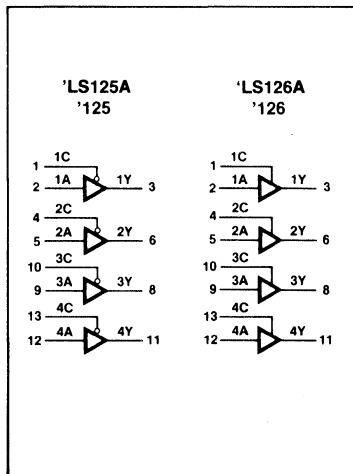 'LS125A
'125
1 1C
2 1A 1Y 3
4 2C
5 2A 2Y 6
10 3C
9 3A 3Y 8
13 4C
12 4A 4Y 11
'LS126A
'126
1 1C
2 1A 1Y 3
4 2C
5 2A 2Y 6
10 3C
9 3A 3Y 8
13 4C
12 4A 4Y 11